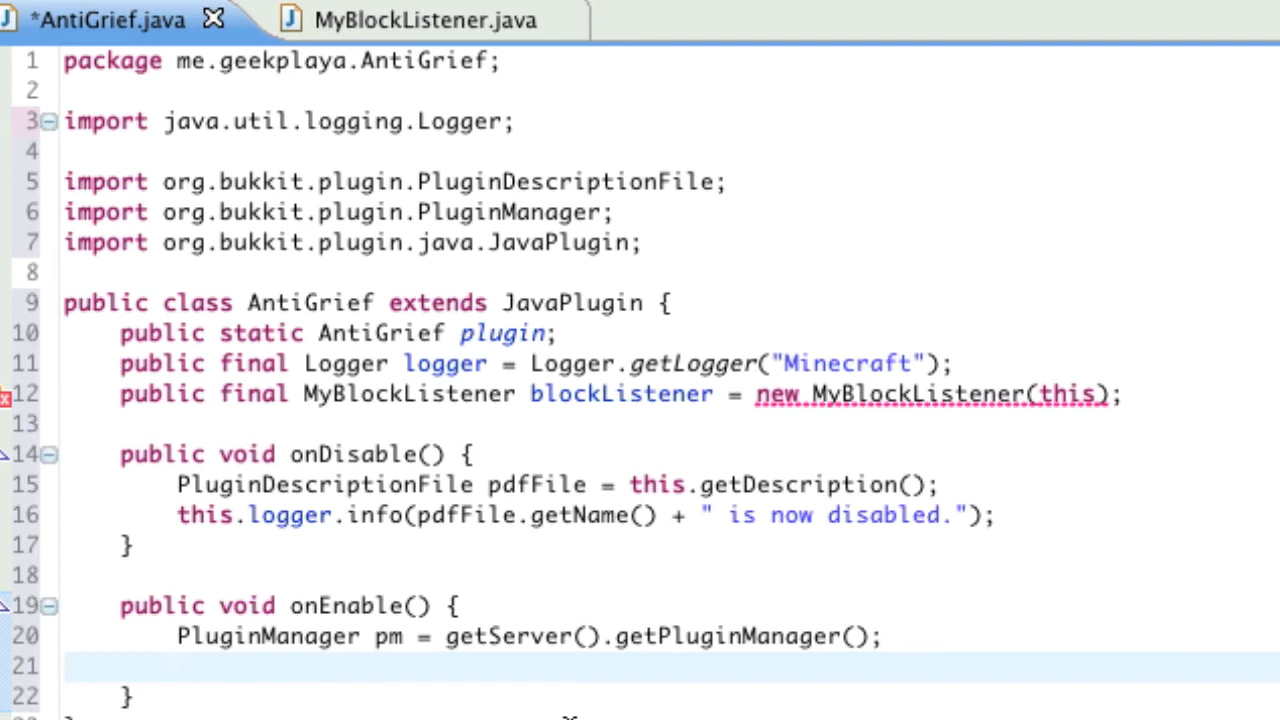 *AntiGrief.java MyBlockListener.java
1 package me.geekplaya.AntiGrief;
2
3 import java.util.logging.Logger;
4
5 import org.bukkit.plugin.PluginDescriptionFile;
6 import org.bukkit.plugin.PluginManager;
7 import org.bukkit.plugin.java.JavaPlugin;
8
9 public class AntiGrief extends JavaPlugin {
10 public static AntiGrief plugin;
11 public final Logger logger = Logger.getLogger("Minecraft");
12 public final MyBlockListener blockListener = new MyBlockListener(this);
13
14 public void onDisable() {
15 PluginDescriptionFile pdfFile = this.getDescription();
16 this.logger.info(pdfFile.getName() + " is now disabled.");
17 }
18
19 public void onEnable() {
20 PluginManager pm = getServer().getPluginManager();
21
22 }